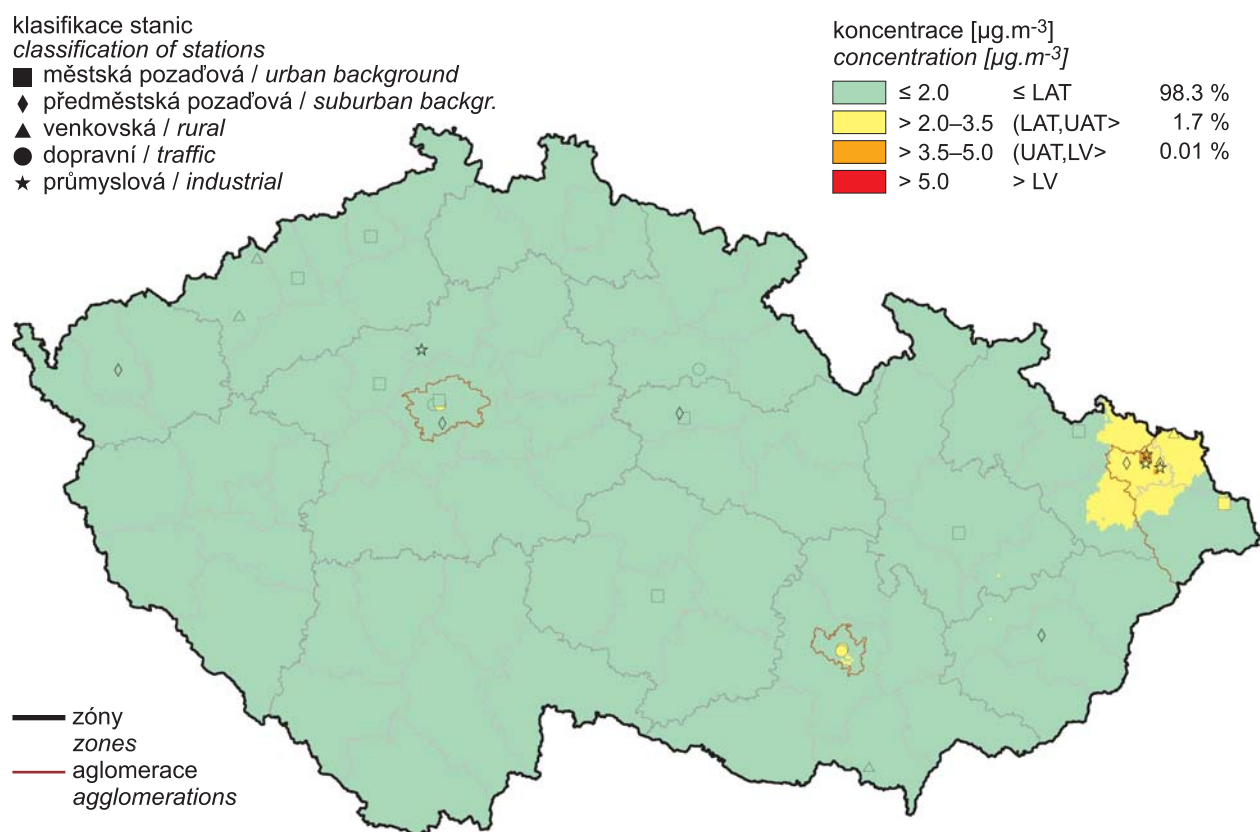 klasifikace stanic
classification of stations
městská pozaďová / urban background
předměstská pozaďová / suburban backgr.
venkovská / rural
dopravní / traffic
průmyslová / industrial
koncentrace [µg.m-3]
concentration [µg.m-3]
≤ 2.0 ≤ LAT 98.3 %
> 2.0–3.5 (LAT,UAT> 1.7 %
> 3.5–5.0 (UAT,LV> 0.01 %
> 5.0 > LV
zóny
zones
aglomerace
agglomerations